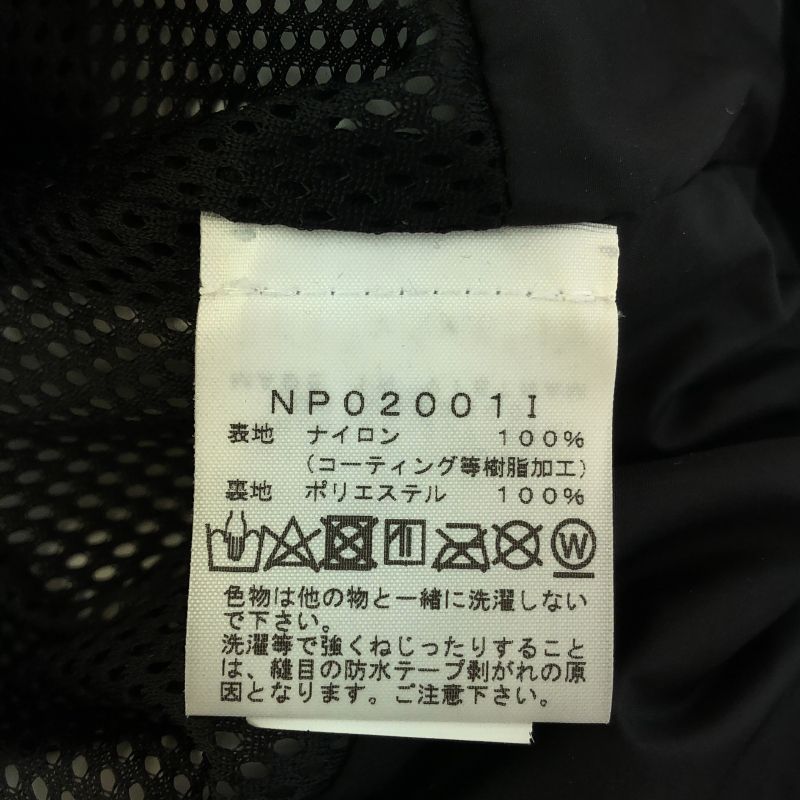 NP02001I
表地 ナイロン 100%
(コーティング等樹脂加工)
裏地 ポリエステル 100%
W
色物は他の物と一緒に洗濯しない
で下さい。
洗濯等で強くねじったりすること
は、縫目の防水テープ剥がれの原
因となります。ご注意下さい。